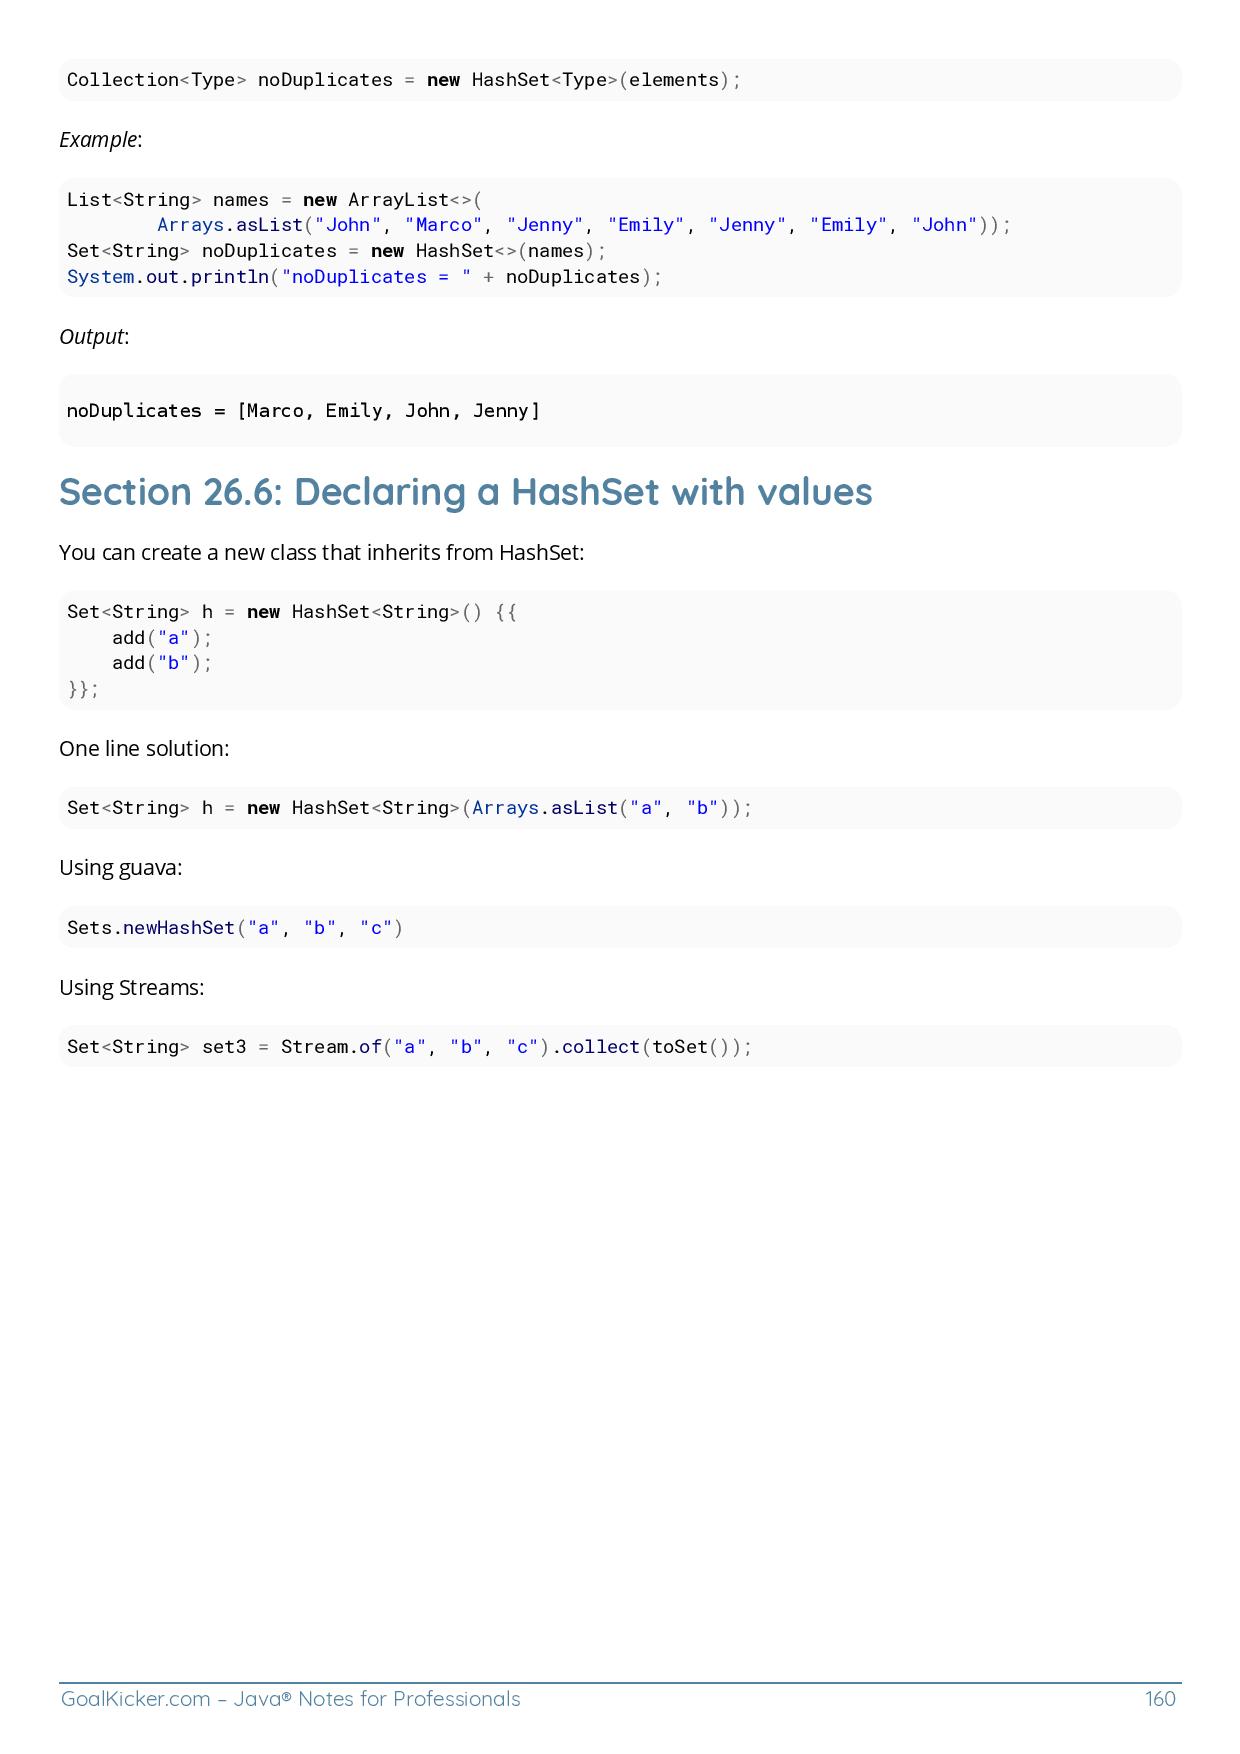 Collection<Type> noDuplicates = new HashSet<Type>(elements);
Example:
List<String> names = new ArrayList<>(
        Arrays.asList("John", "Marco", "Jenny", "Emily", "Jenny", "Emily", "John"));
Set<String> noDuplicates = new HashSet<>(names);
System.out.println("noDuplicates = " + noDuplicates);
Output:
noDuplicates = [Marco, Emily, John, Jenny]
Section 26.6: Declaring a HashSet with values
You can create a new class that inherits from HashSet:
Set<String> h = new HashSet<String>() {{
    add("a");
    add("b");
}};
One line solution:
Set<String> h = new HashSet<String>(Arrays.asList("a", "b"));
Using guava:
Sets.newHashSet("a", "b", "c")
Using Streams:
Set<String> set3 = Stream.of("a", "b", "c").collect(toSet());
GoalKicker.com – Java® Notes for Professionals 160